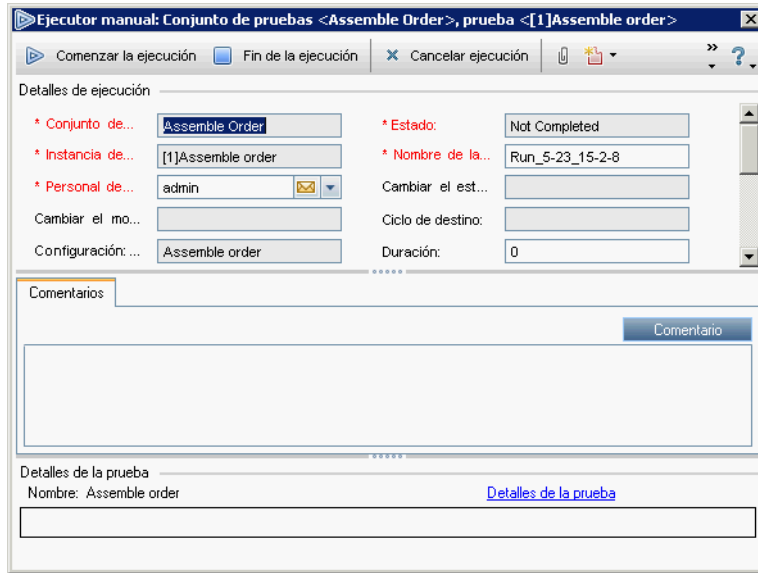 Ejecutor manual: Conjunto de pruebas <Assemble Order>, prueba <[1]Assemble order>
Comenzar la ejecución Fin de la ejecución Cancelar ejecución
Detalles de ejecución
* Conjunto de... Assemble Order * Estado: Not Completed
* Instancia de... [1]Assemble order * Nombre de la... Run_5-23_15-2-8
* Personal de... admin Cambiar el est...
Cambiar el mo... Ciclo de destino:
Configuración: ... Assemble order Duración: 0
Comentarios
Comentario
Detalles de la prueba
Nombre: Assemble order Detalles de la prueba